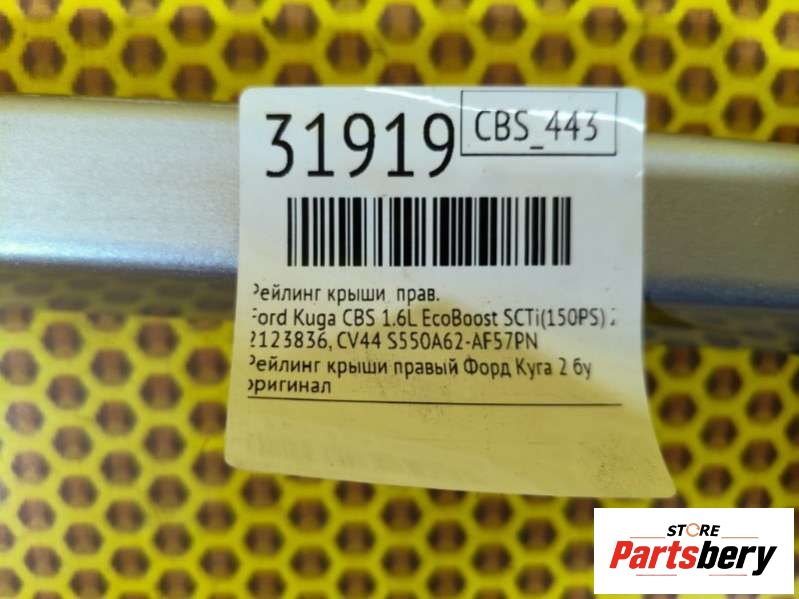 31919
CBS_443
Рейлинг крыши прав.
Ford Kuga CBS 1.6L EcoBoost SCTi(150PS)
2123836, CV44 S550A62-AF57PN
Рейлинг крыши правый Форд Куга 2 бу
оригинал
STORE
Partsbery